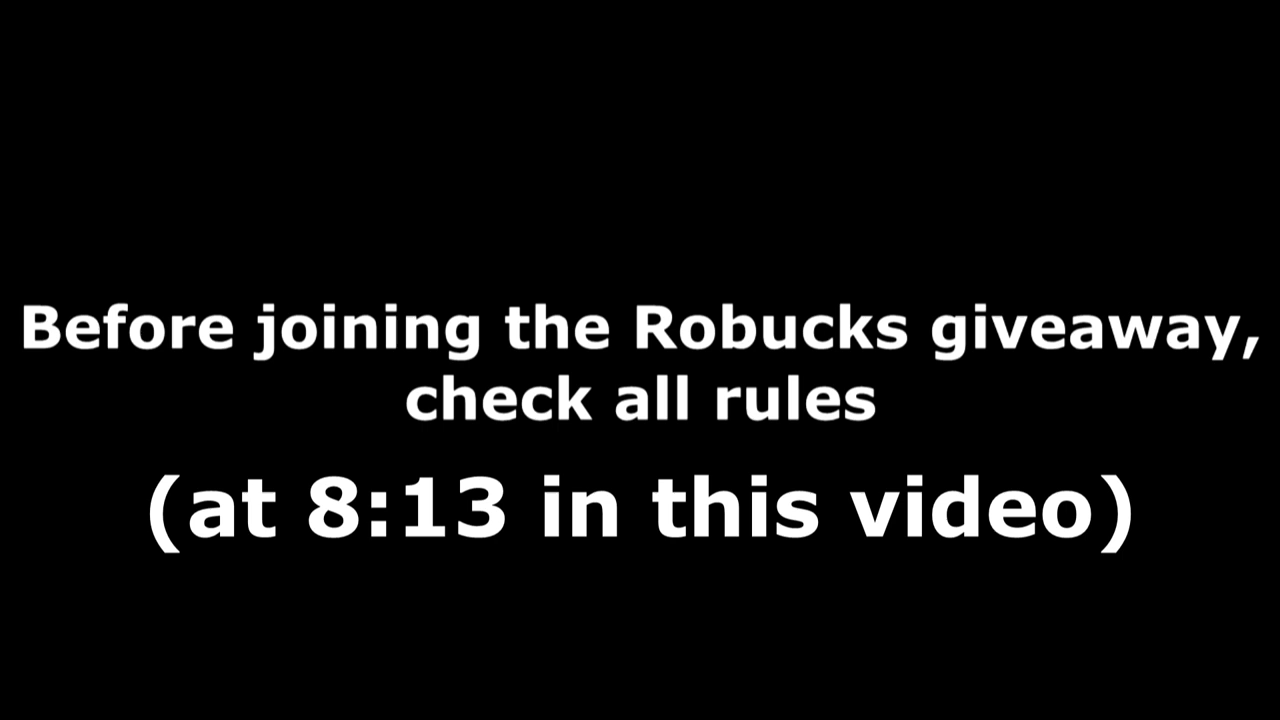 Before joining the Robucks giveaway,
check all rules
(at 8:13 in this video)